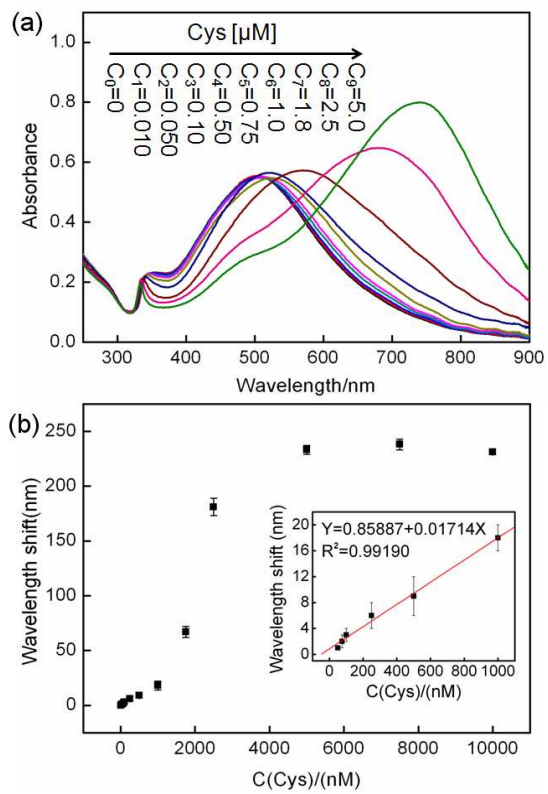 (a)
Cys [µM]
C₀=0
C₁=0.010
C₂=0.050
C₃=0.10
C₄=0.50
C₅=0.75
C₆=1.0
C₇=1.8
C₈=2.5
C₉=5.0
Absorbance
1.0
0.8
0.6
0.4
0.2
0.0
300 400 500 600 700 800 900
Wavelength/nm
(b)
Wavelength shift(nm)
250
200
150
100
50
0
0 2000 4000 6000 8000 10000
C(Cys)/(nM)
Y=0.85887+0.01714X
R²=0.99190
Wavelength shift (nm)
20
16
12
8
4
0
0 200 400 600 800 1000
C(Cys)/(nM)